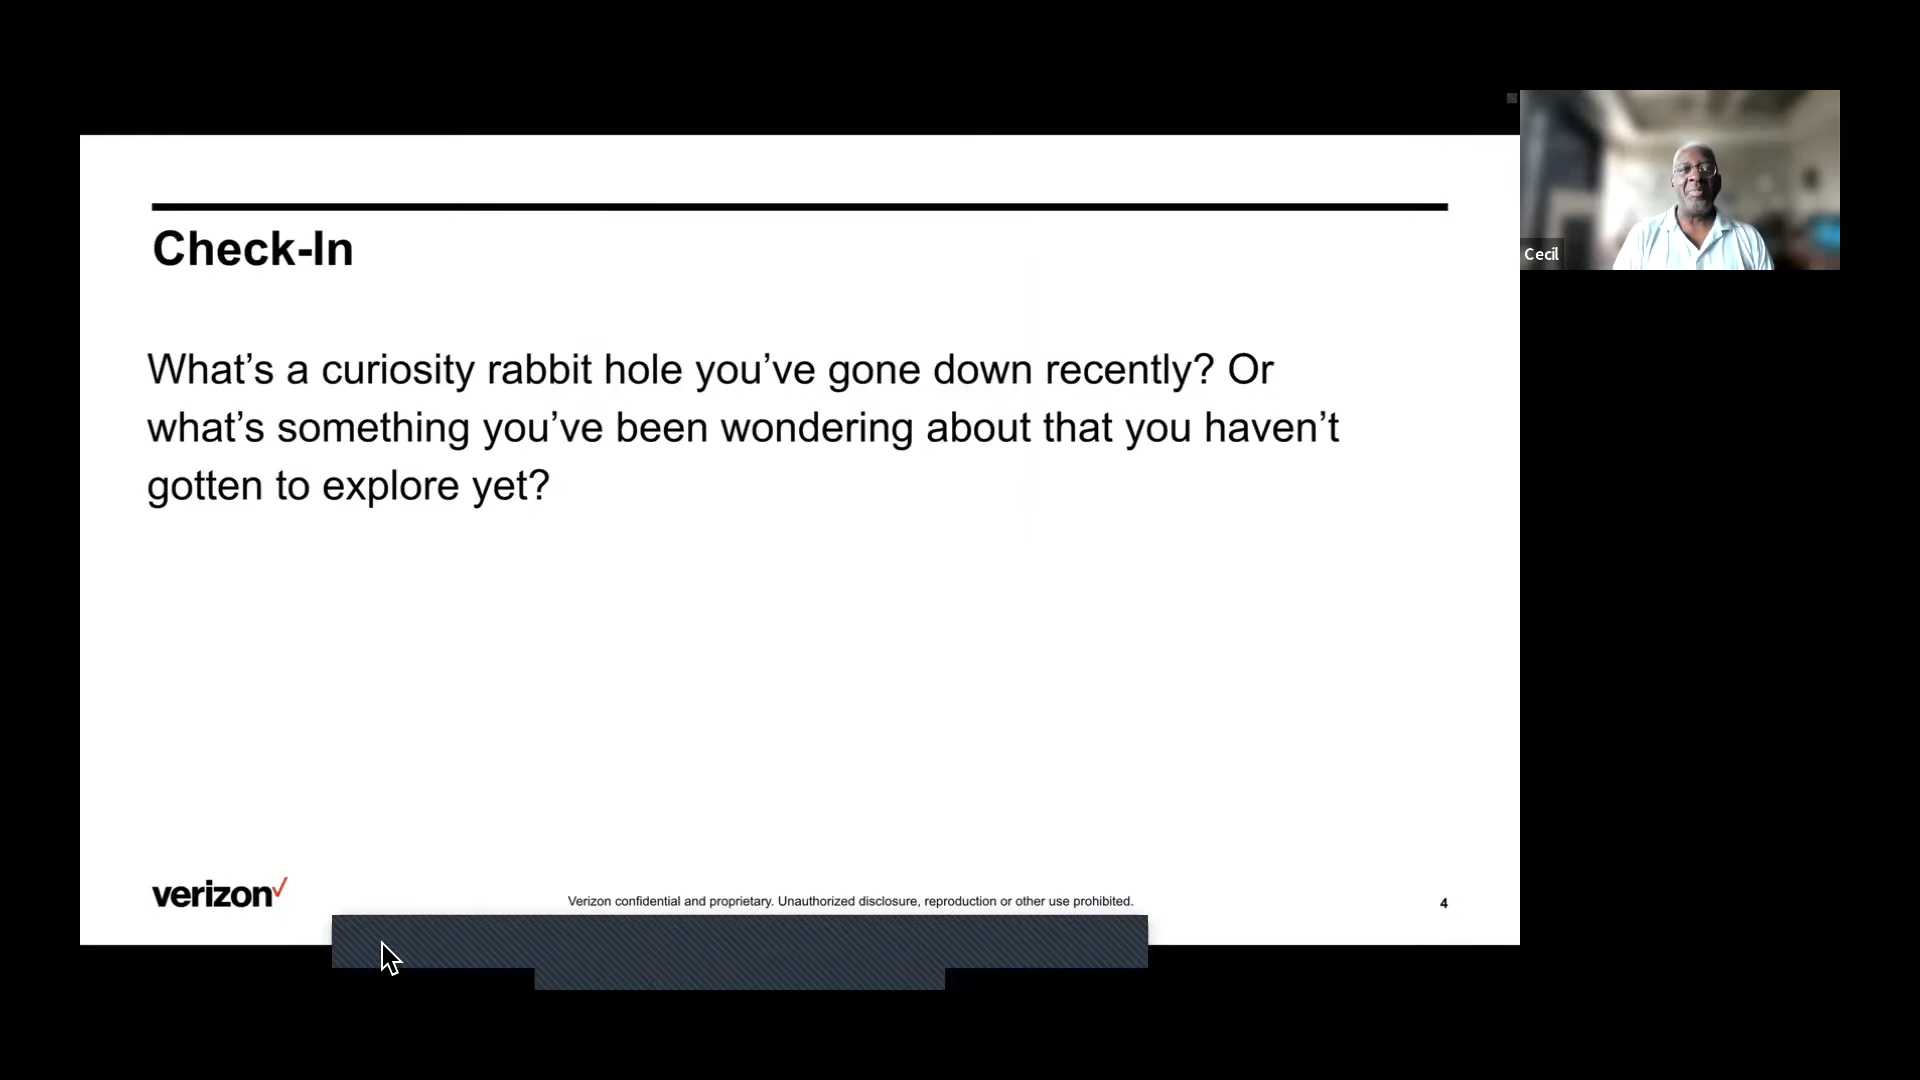 Check-In
What’s a curiosity rabbit hole you’ve gone down recently? Or
what’s something you’ve been wondering about that you haven’t
gotten to explore yet?
Cecil
verizon✓
Verizon confidential and proprietary. Unauthorized disclosure, reproduction or other use prohibited.
4